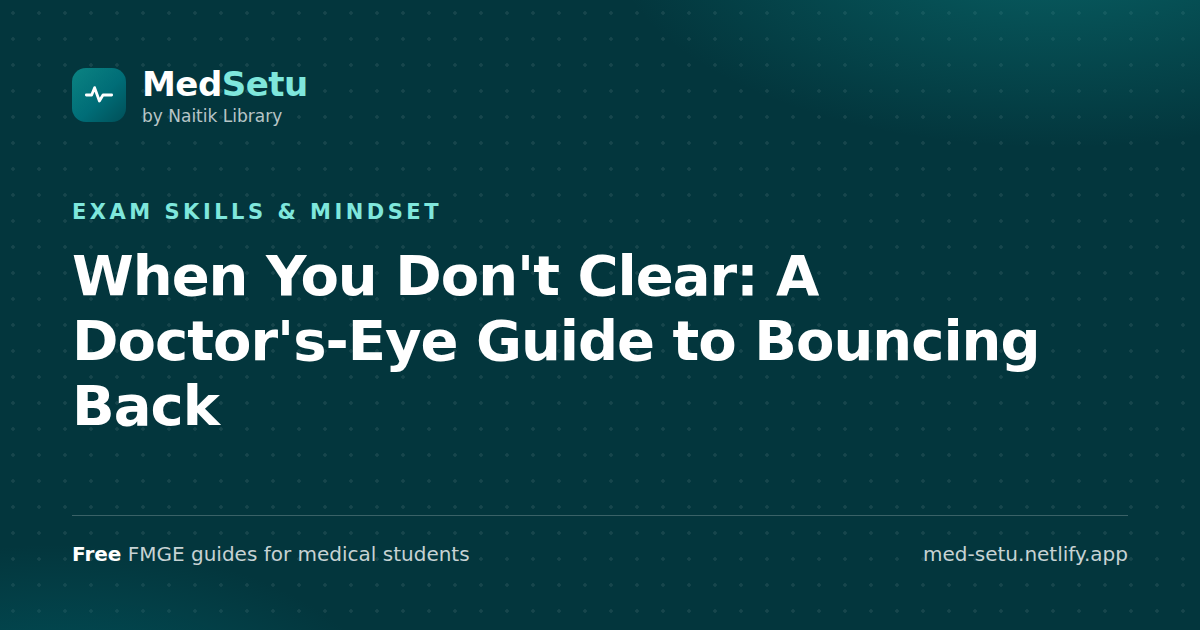 MedSetu
by Naitik Library
EXAM SKILLS & MINDSET
When You Don't Clear: A
Doctor's-Eye Guide to Bouncing
Back
Free FMGE guides for medical students
med-setu.netlify.app